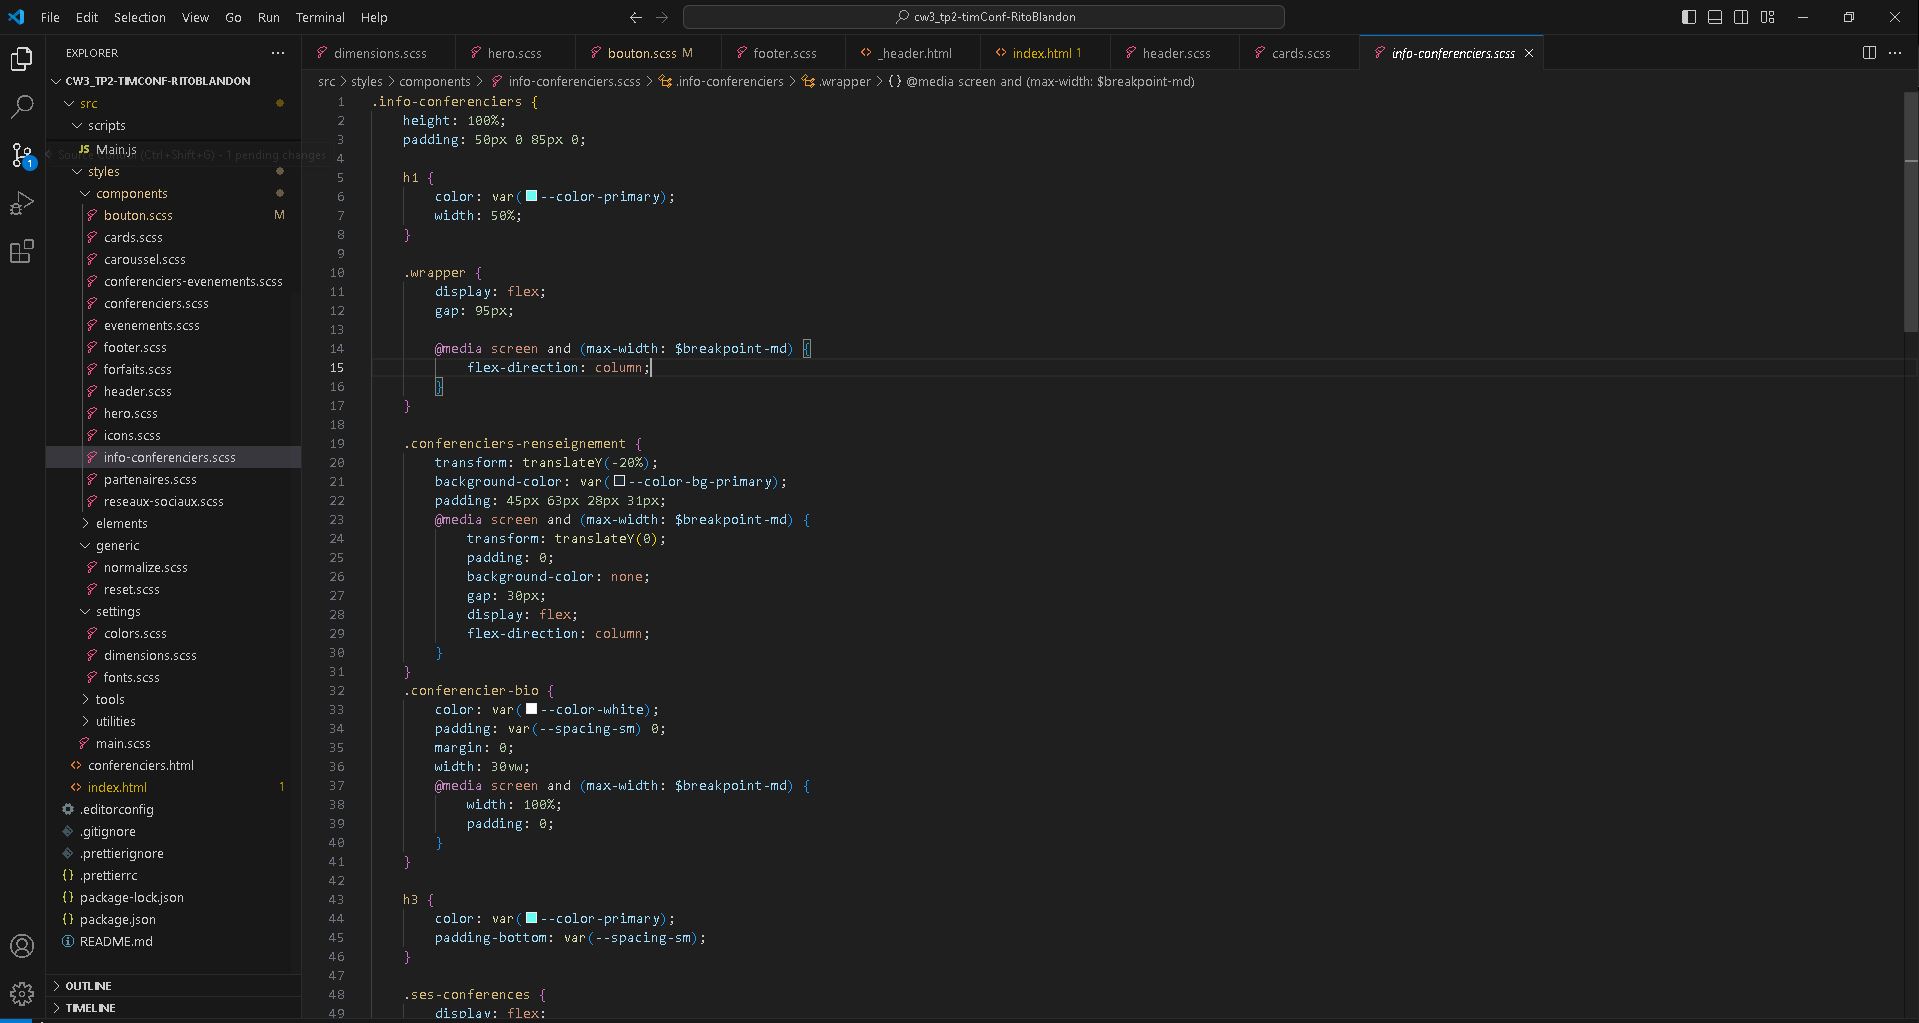 File Edit Selection View Go Run Terminal Help
cw3_tp2-timConf-RitoBlandon
EXPLORER
dimensions.scss hero.scss bouton.scss M footer.scss _header.html index.html 1 header.scss cards.scss info-conferenciers.scss
src > styles > components > info-conferenciers.scss > .info-conferenciers > .wrapper > {} @media screen and (max-width: $breakpoint-md)
CW3_TP2-TIMCONF-RITOBLANDON
src
scripts
JS Main.js
Source Control (Ctrl+Shift+G) - 1 pending changes
1
styles
components
bouton.scss M
cards.scss
caroussel.scss
conferenciers-evenements.scss
conferenciers.scss
evenements.scss
footer.scss
forfaits.scss
header.scss
hero.scss
icons.scss
info-conferenciers.scss
partenaires.scss
reseaux-sociaux.scss
elements
generic
normalize.scss
reset.scss
settings
colors.scss
dimensions.scss
fonts.scss
tools
utilities
main.scss
conferenciers.html
index.html 1
.editorconfig
.gitignore
.prettierignore
.prettierrc
package-lock.json
package.json
README.md
OUTLINE
TIMELINE
1 .info-conferenciers {
2 height: 100%;
3 padding: 50px 0 85px 0;
4
5 h1 {
6 color: var(--color-primary);
7 width: 50%;
8 }
9
10 .wrapper {
11 display: flex;
12 gap: 95px;
13
14 @media screen and (max-width: $breakpoint-md) {
15 flex-direction: column;
16 }
17 }
18
19 .conferenciers-renseignement {
20 transform: translateY(-20%);
21 background-color: var(--color-bg-primary);
22 padding: 45px 63px 28px 31px;
23 @media screen and (max-width: $breakpoint-md) {
24 transform: translateY(0);
25 padding: 0;
26 background-color: none;
27 gap: 30px;
28 display: flex;
29 flex-direction: column;
30 }
31 }
32 .conferencier-bio {
33 color: var(--color-white);
34 padding: var(--spacing-sm) 0;
35 margin: 0;
36 width: 30vw;
37 @media screen and (max-width: $breakpoint-md) {
38 width: 100%;
39 padding: 0;
40 }
41 }
42
43 h3 {
44 color: var(--color-primary);
45 padding-bottom: var(--spacing-sm);
46 }
47
48 .ses-conferences {
49 display: flex;